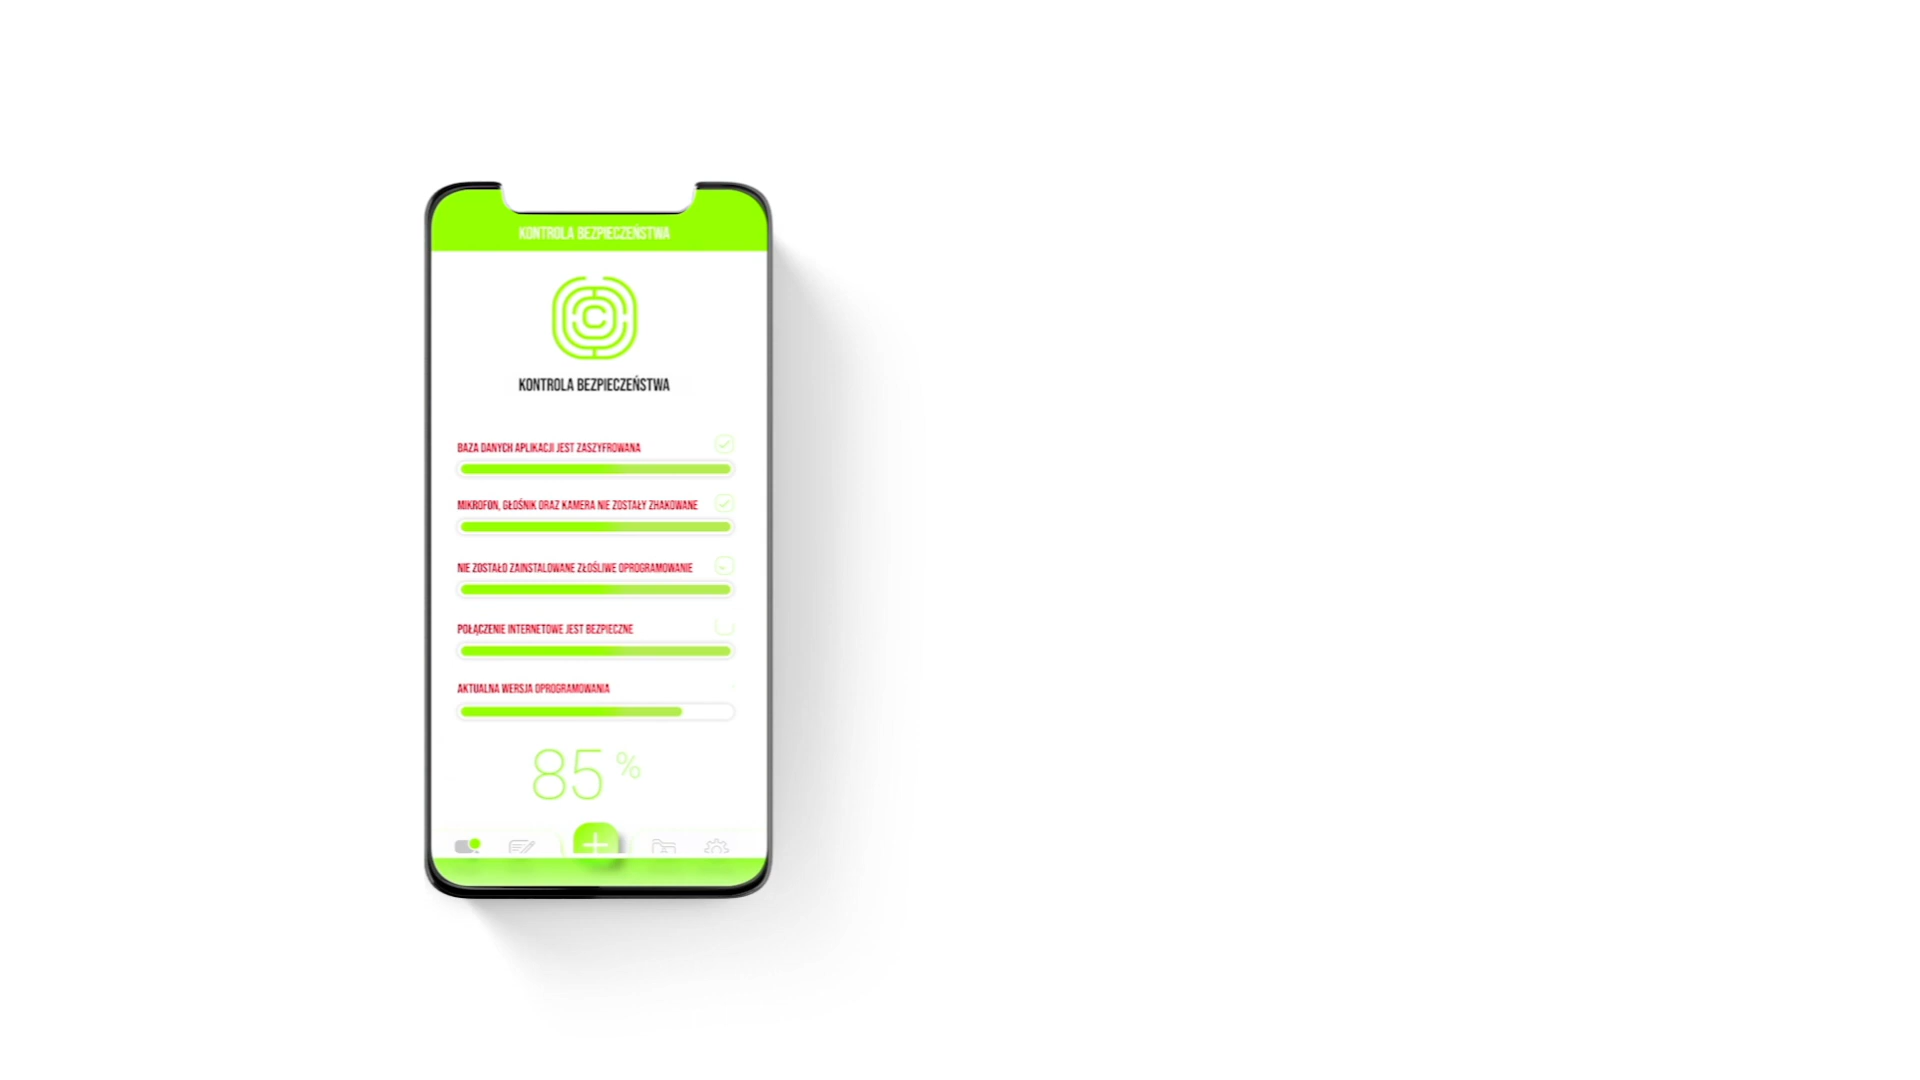 KONTROLA BEZPIECZEŃSTWA
C
KONTROLA BEZPIECZEŃSTWA
BAZA DANYCH APLIKACJI JEST ZASZYFROWANA
MIKROFON, GŁOŚNIK ORAZ KAMERA NIE ZOSTAŁY ZHAKOWANE
NIE ZOSTAŁO ZAINSTALOWANE ZŁOŚLIWE OPROGRAMOWANIE
POŁĄCZENIE INTERNETOWE JEST BEZPIECZNE
AKTUALNA WERSJA OPROGRAMOWANIA
85 %